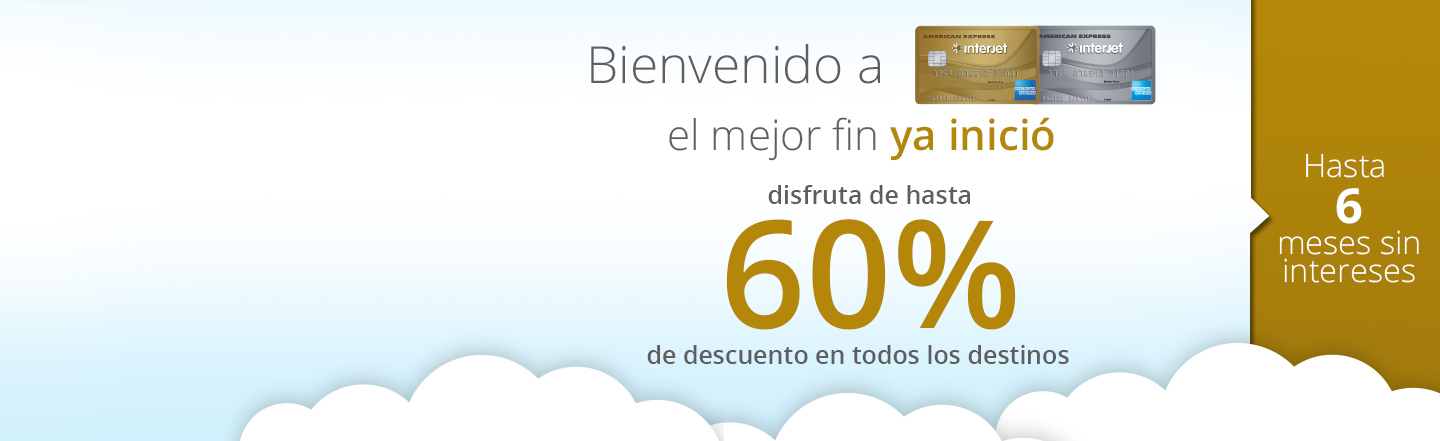 Bienvenido a
AMERICAN EXPRESS
interjet
AMERICAN EXPRESS
interjet
el mejor fin ya inició
disfruta de hasta
60%
de descuento en todos los destinos
Hasta
6
meses sin
intereses